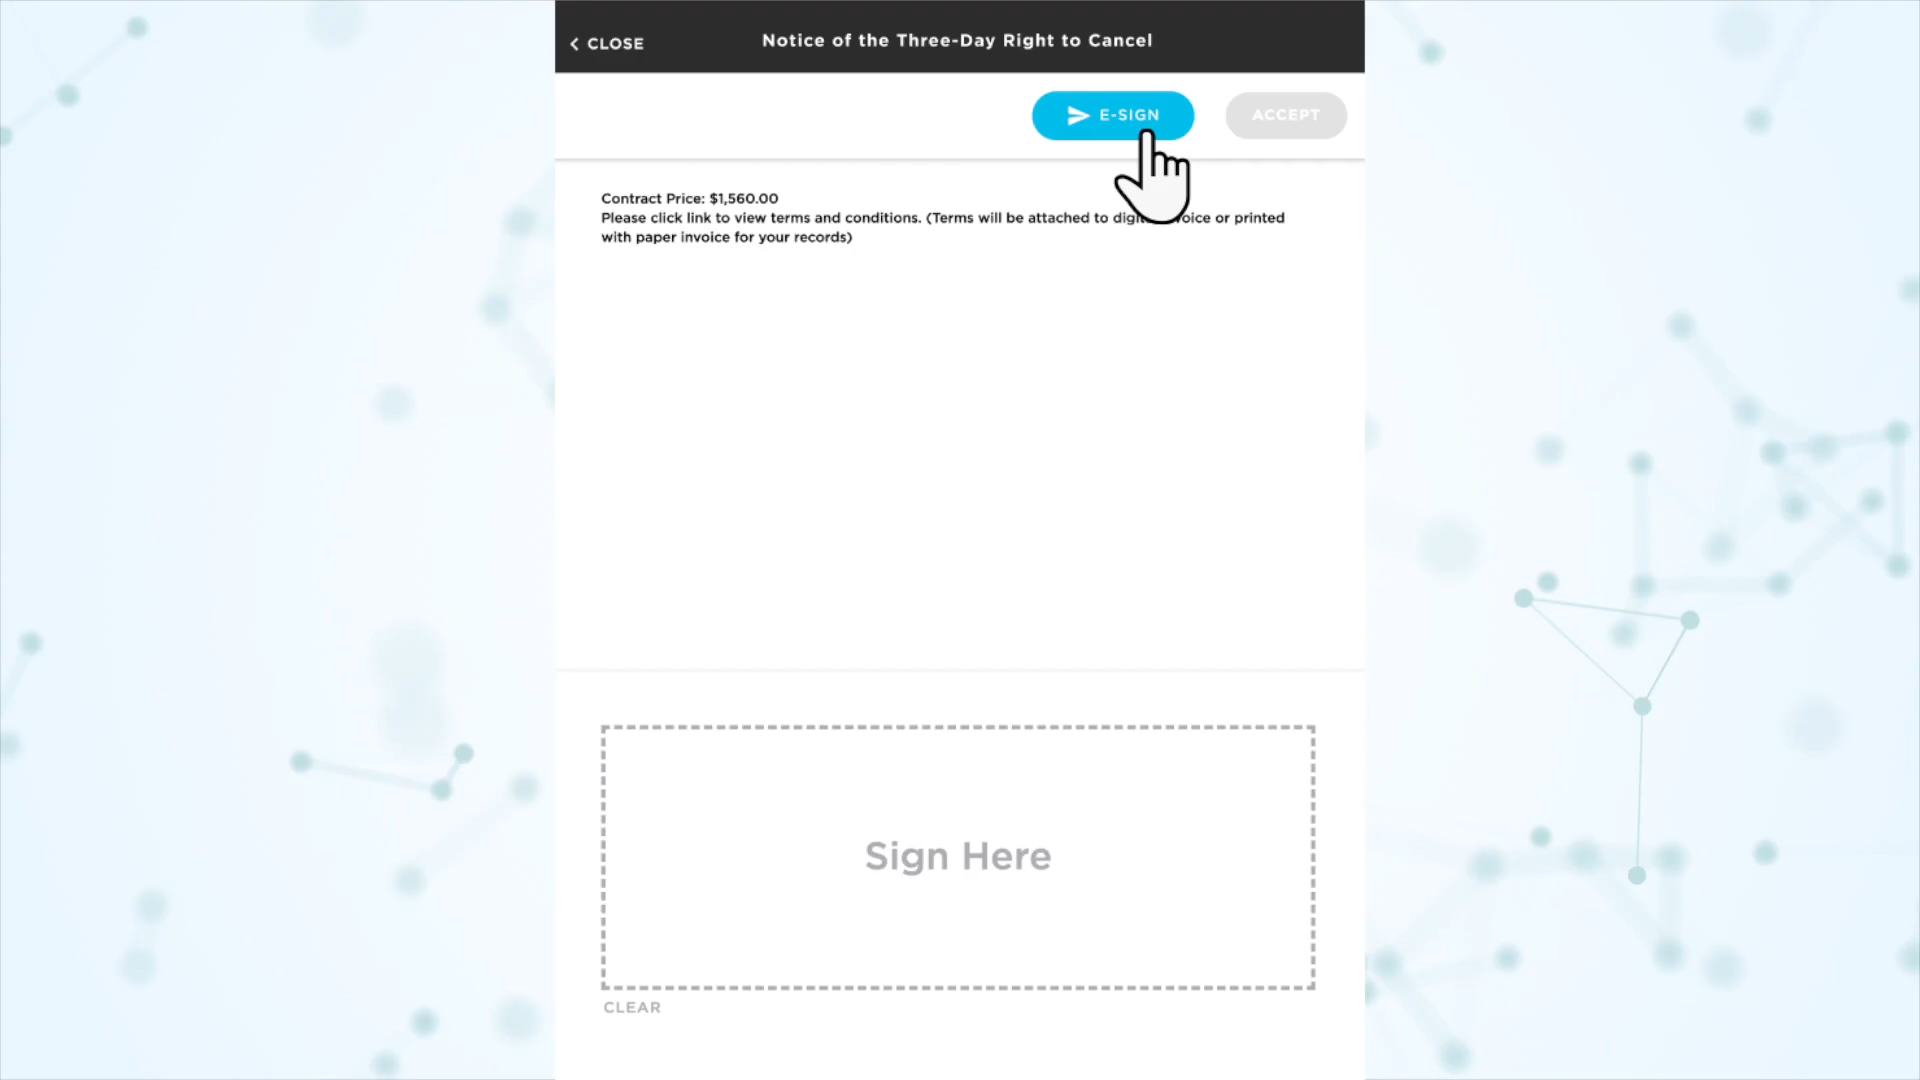 CLOSE
Notice of the Three-Day Right to Cancel
E-SIGN
ACCEPT
Contract Price: $1,560.00
Please click link to view terms and conditions. (Terms will be attached to or printed
with paper invoice for your records)
Sign Here
CLEAR